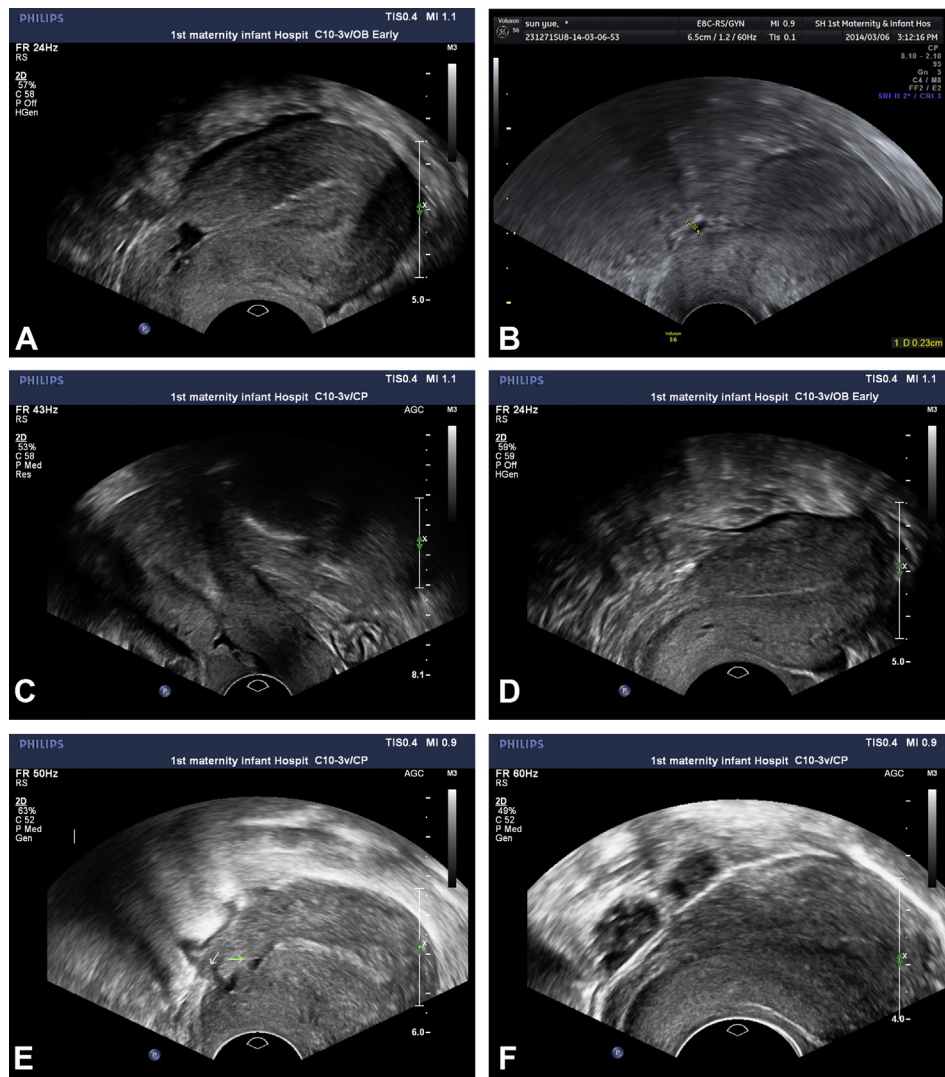 PHILIPS
TIS0.4 MI 1.1
1st maternity infant Hospit C10-3v/OB Early
FR 24Hz
RS
M3
2D
57%
C 58
P Off
HGen
X
5.0
P
A
Voluson
S6
sun yue, *
E8C-RS/GYN
MI 0.9
SH 1st Maternity & Infant Hos
231271SU8-14-03-06-53
6.5cm / 1.2 / 60Hz
TIs 0.1
2014/03/06 3:12:16 PM
CP
8.10 - 2.10
95
Gn 5
C4 / M8
FF2 / E2
SRI II 2* / CRI 3
1
Voluson
S6
1 D 0.23cm
B
PHILIPS
TIS0.4 MI 1.1
1st maternity infant Hospit C10-3v/CP
FR 43Hz
RS
AGC
M3
2D
53%
C 58
P Med
Res
X
8.1
P
C
PHILIPS
TIS0.4 MI 1.1
1st maternity infant Hospit C10-3v/OB Early
FR 24Hz
RS
M3
2D
59%
C 59
P Off
HGen
X
5.0
P
D
PHILIPS
TIS0.4 MI 0.9
1st maternity infant Hospit C10-3v/CP
FR 50Hz
RS
AGC
M3
2D
63%
C 52
P Med
Gen
X
6.0
P
E
PHILIPS
TIS0.4 MI 0.9
1st maternity infant Hospit C10-3v/CP
FR 60Hz
RS
AGC
M3
2D
49%
C 52
P Med
Gen
X
4.0
P
F